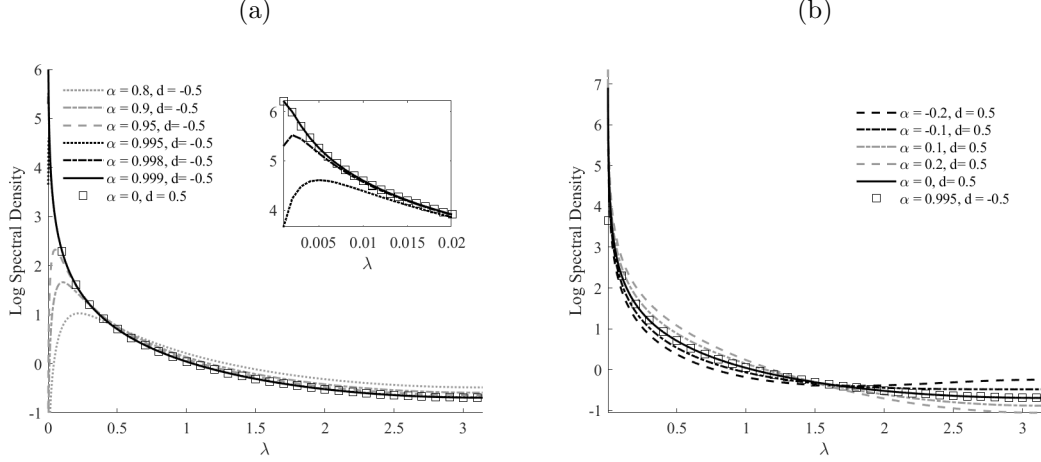 (a)
6
5
4
3
2
1
0
-1
Log Spectral Density
α = 0.8, d = -0.5
α = 0.9, d= -0.5
α = 0.95, d= -0.5
α = 0.995, d= -0.5
α = 0.998, d= -0.5
α = 0.999, d= -0.5
α = 0, d = 0.5
6
5
4
0.005 0.01 0.015 0.02
λ
0 0.5 1 1.5 2 2.5 3
λ
(b)
7
6
5
4
3
2
1
0
-1
Log Spectral Density
α = -0.2, d= 0.5
α = -0.1, d= 0.5
α = 0.1, d= 0.5
α = 0.2, d= 0.5
α = 0, d= 0.5
α = 0.995, d= -0.5
0.5 1 1.5 2 2.5 3
λ